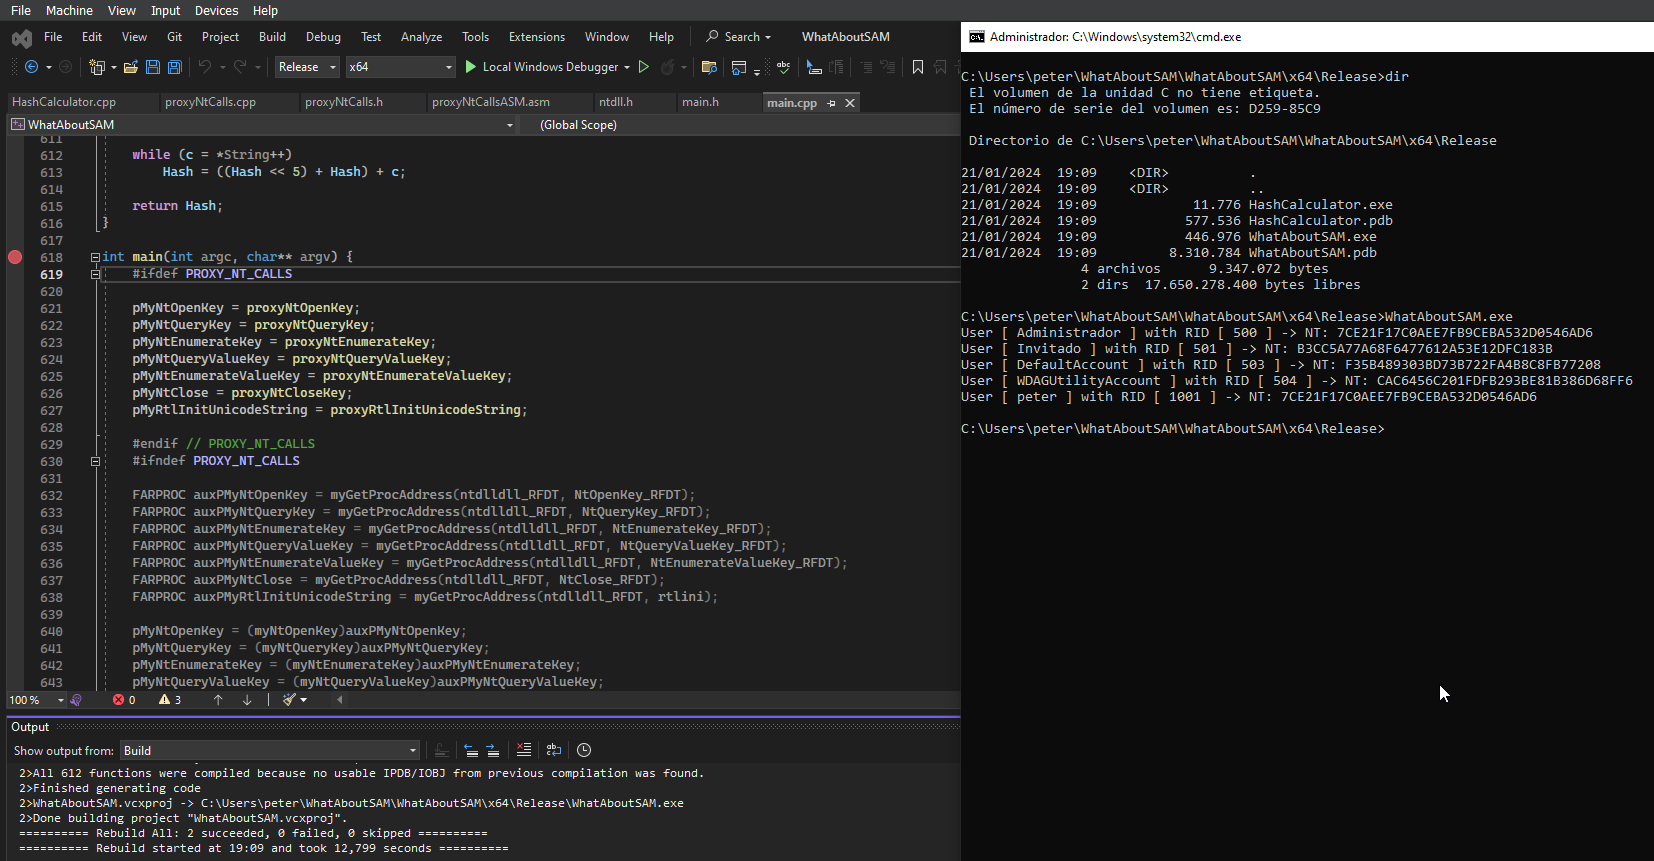 File Machine View Input Devices Help
File Edit View Git Project Build Debug Test Analyze Tools Extensions Window Help Search WhatAboutSAM
Release x64 Local Windows Debugger
HashCalculator.cpp proxyNtCalls.cpp proxyNtCalls.h proxyNtCallsASM.asm ntdll.h main.h main.cpp
WhatAboutSAM (Global Scope)
611
612 while (c = *String++)
613 Hash = ((Hash << 5) + Hash) + c;
614
615 return Hash;
616 }
617
618 int main(int argc, char** argv) {
619 #ifdef PROXY_NT_CALLS
620
621 pMyNtOpenKey = proxyNtOpenKey;
622 pMyNtQueryKey = proxyNtQueryKey;
623 pMyNtEnumerateKey = proxyNtEnumerateKey;
624 pMyNtQueryValueKey = proxyNtQueryValueKey;
625 pMyNtEnumerateValueKey = proxyNtEnumerateValueKey;
626 pMyNtClose = proxyNtCloseKey;
627 pMyRtlInitUnicodeString = proxyRtlInitUnicodeString;
628
629 #endif // PROXY_NT_CALLS
630 #ifndef PROXY_NT_CALLS
631
632 FARPROC auxPMyNtOpenKey = myGetProcAddress(ntdlldll_RFDT, NtOpenKey_RFDT);
633 FARPROC auxPMyNtQueryKey = myGetProcAddress(ntdlldll_RFDT, NtQueryKey_RFDT);
634 FARPROC auxPMyNtEnumerateKey = myGetProcAddress(ntdlldll_RFDT, NtEnumerateKey_RFDT);
635 FARPROC auxPMyNtQueryValueKey = myGetProcAddress(ntdlldll_RFDT, NtQueryValueKey_RFDT);
636 FARPROC auxPMyNtEnumerateValueKey = myGetProcAddress(ntdlldll_RFDT, NtEnumerateValueKey_RFDT);
637 FARPROC auxPMyNtClose = myGetProcAddress(ntdlldll_RFDT, NtClose_RFDT);
638 FARPROC auxPMyRtlInitUnicodeString = myGetProcAddress(ntdlldll_RFDT, rtlini);
639
640 pMyNtOpenKey = (myNtOpenKey)auxPMyNtOpenKey;
641 pMyNtQueryKey = (myNtQueryKey)auxPMyNtQueryKey;
642 pMyNtEnumerateKey = (myNtEnumerateKey)auxPMyNtEnumerateKey;
643 pMyNtQueryValueKey = (myNtQueryValueKey)auxPMyNtQueryValueKey;
100 % 0 3
Output
Show output from: Build
2>All 612 functions were compiled because no usable IPDB/IOBJ from previous compilation was found.
2>Finished generating code
2>WhatAboutSAM.vcxproj -> C:\Users\peter\WhatAboutSAM\WhatAboutSAM\x64\Release\WhatAboutSAM.exe
2>Done building project "WhatAboutSAM.vcxproj".
========== Rebuild All: 2 succeeded, 0 failed, 0 skipped ==========
========== Rebuild started at 19:09 and took 12,799 seconds ==========
Administrador: C:\Windows\system32\cmd.exe
C:\Users\peter\WhatAboutSAM\WhatAboutSAM\x64\Release>dir
El volumen de la unidad C no tiene etiqueta.
El número de serie del volumen es: D259-85C9
Directorio de C:\Users\peter\WhatAboutSAM\WhatAboutSAM\x64\Release
21/01/2024 19:09 <DIR> .
21/01/2024 19:09 <DIR> ..
21/01/2024 19:09 11.776 HashCalculator.exe
21/01/2024 19:09 577.536 HashCalculator.pdb
21/01/2024 19:09 446.976 WhatAboutSAM.exe
21/01/2024 19:09 8.310.784 WhatAboutSAM.pdb
4 archivos 9.347.072 bytes
2 dirs 17.650.278.400 bytes libres
C:\Users\peter\WhatAboutSAM\WhatAboutSAM\x64\Release>WhatAboutSAM.exe
User [ Administrador ] with RID [ 500 ] -> NT: 7CE21F17C0AEE7FB9CEBA532D0546AD6
User [ Invitado ] with RID [ 501 ] -> NT: B3CC5A77A68F6477612A53E12DFC183B
User [ DefaultAccount ] with RID [ 503 ] -> NT: F35B489303BD73B722FA4B8C8FB77208
User [ WDAGUtilityAccount ] with RID [ 504 ] -> NT: CAC6456C201FDFB293BE81B386D68FF6
User [ peter ] with RID [ 1001 ] -> NT: 7CE21F17C0AEE7FB9CEBA532D0546AD6
C:\Users\peter\WhatAboutSAM\WhatAboutSAM\x64\Release>